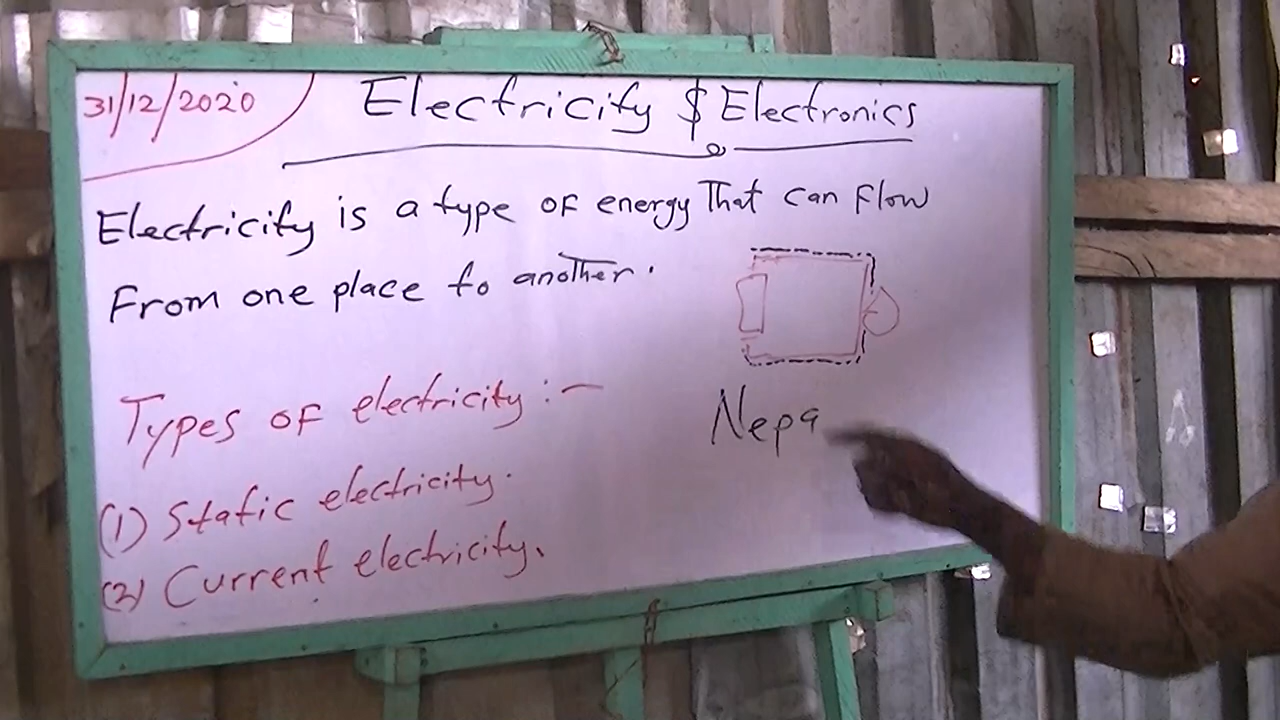 31/12/2020
Electricity $ Electronics
Electricity is a type of energy That can flow
From one place to another.
Types of electricity :-
(1) Static electricity.
(2) Current electricity.
Nepa